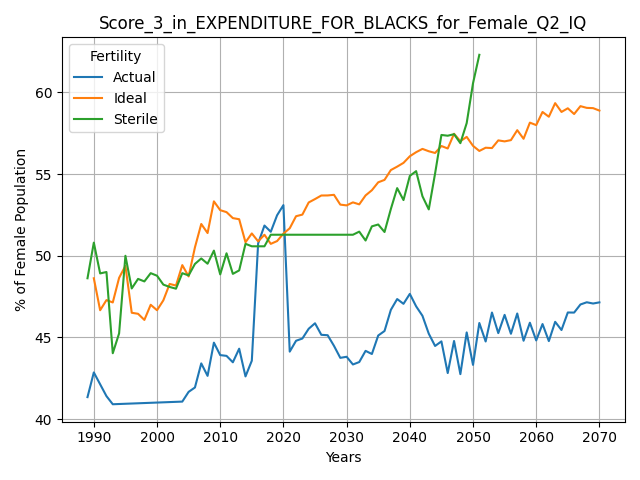 Score_3_in_EXPENDITURE_FOR_BLACKS_for_Female_Q2_IQ
Fertility
Actual
Ideal
Sterile
% of Female Population
60
55
50
45
40
1990 2000 2010 2020 2030 2040 2050 2060 2070
Years